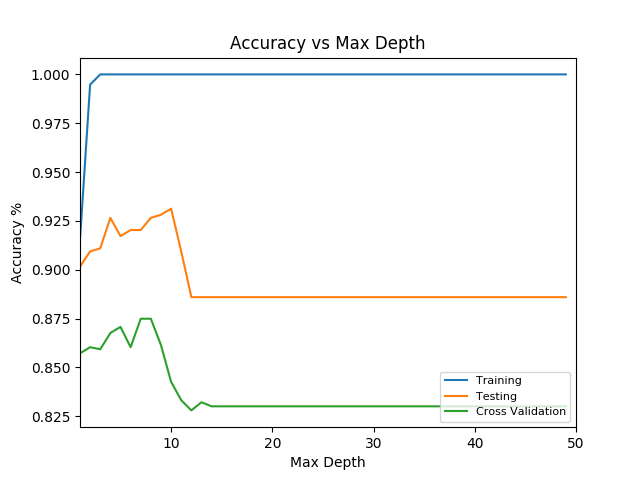 Accuracy vs Max Depth
Accuracy %
1.000
0.975
0.950
0.925
0.900
0.875
0.850
0.825
10
20
30
40
50
Max Depth
Training
Testing
Cross Validation